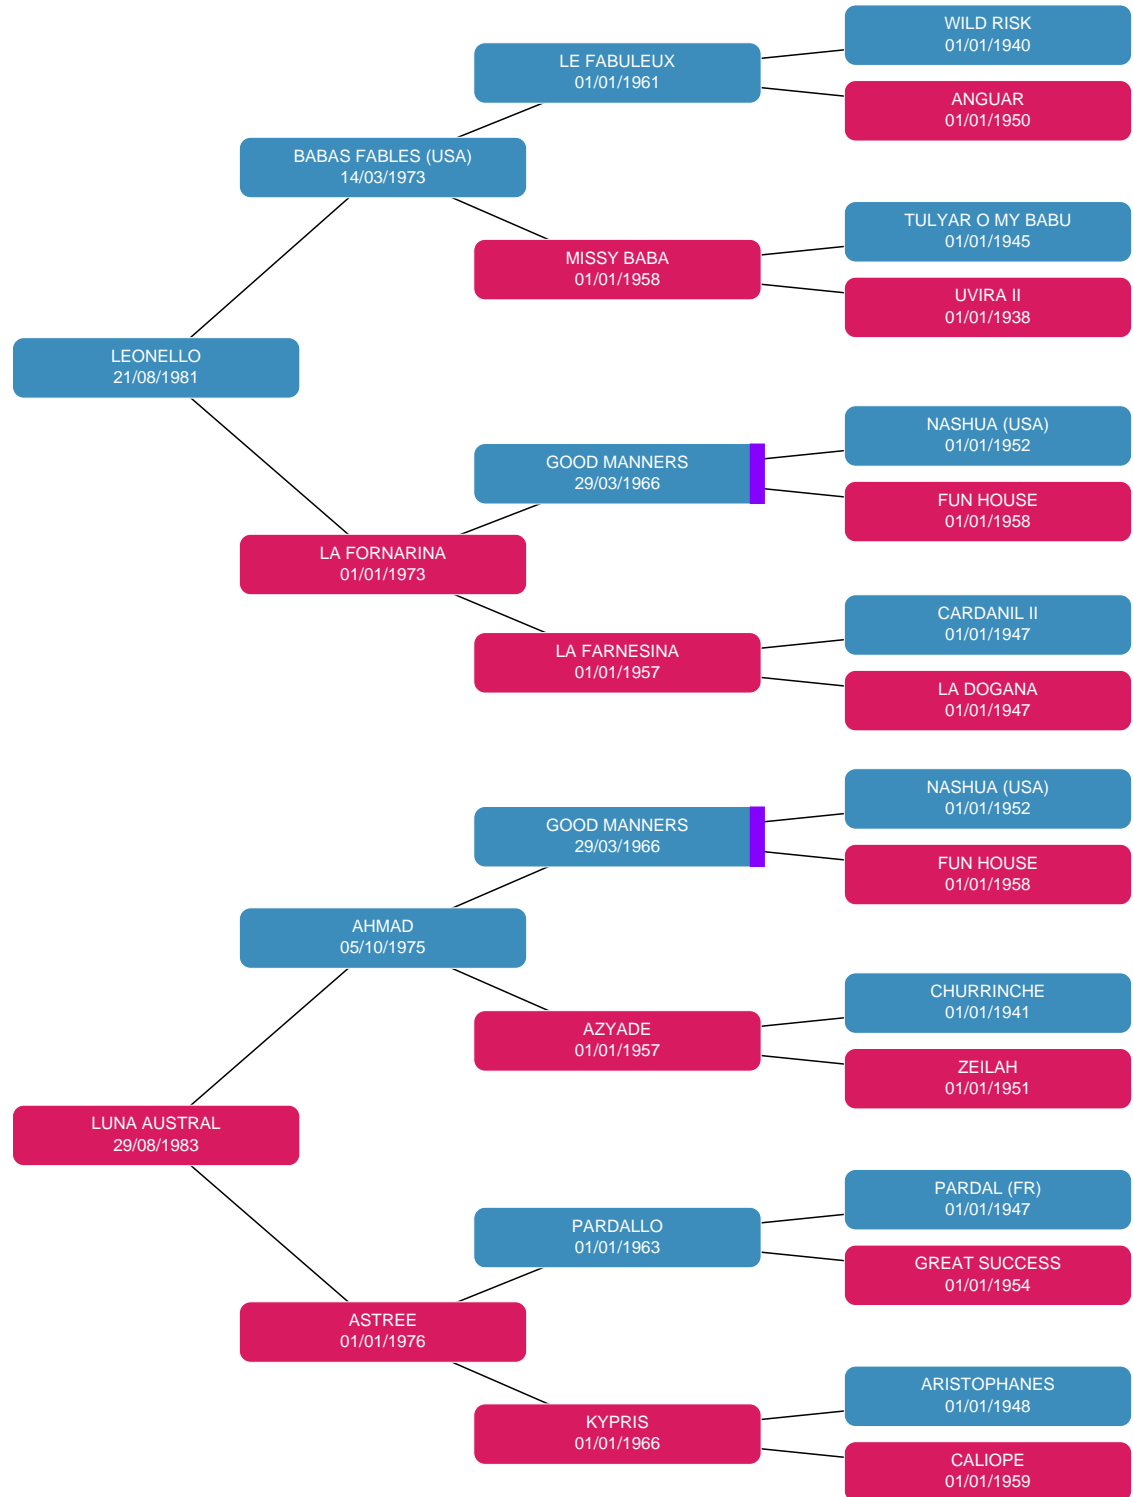 WILD RISK
01/01/1940
LE FABULEUX
01/01/1961
ANGUAR
01/01/1950
BABAS FABLES (USA)
14/03/1973
TULYAR O MY BABU
01/01/1945
MISSY BABA
01/01/1958
UVIRA II
01/01/1938
LEONELLO
21/08/1981
NASHUA (USA)
01/01/1952
GOOD MANNERS
29/03/1966
FUN HOUSE
01/01/1958
LA FORNARINA
01/01/1973
CARDANIL II
01/01/1947
LA FARNESINA
01/01/1957
LA DOGANA
01/01/1947
NASHUA (USA)
01/01/1952
GOOD MANNERS
29/03/1966
FUN HOUSE
01/01/1958
AHMAD
05/10/1975
CHURRINCHE
01/01/1941
AZYADE
01/01/1957
ZEILAH
01/01/1951
LUNA AUSTRAL
29/08/1983
PARDAL (FR)
01/01/1947
PARDALLO
01/01/1963
GREAT SUCCESS
01/01/1954
ASTREE
01/01/1976
ARISTOPHANES
01/01/1948
KYPRIS
01/01/1966
CALIOPE
01/01/1959